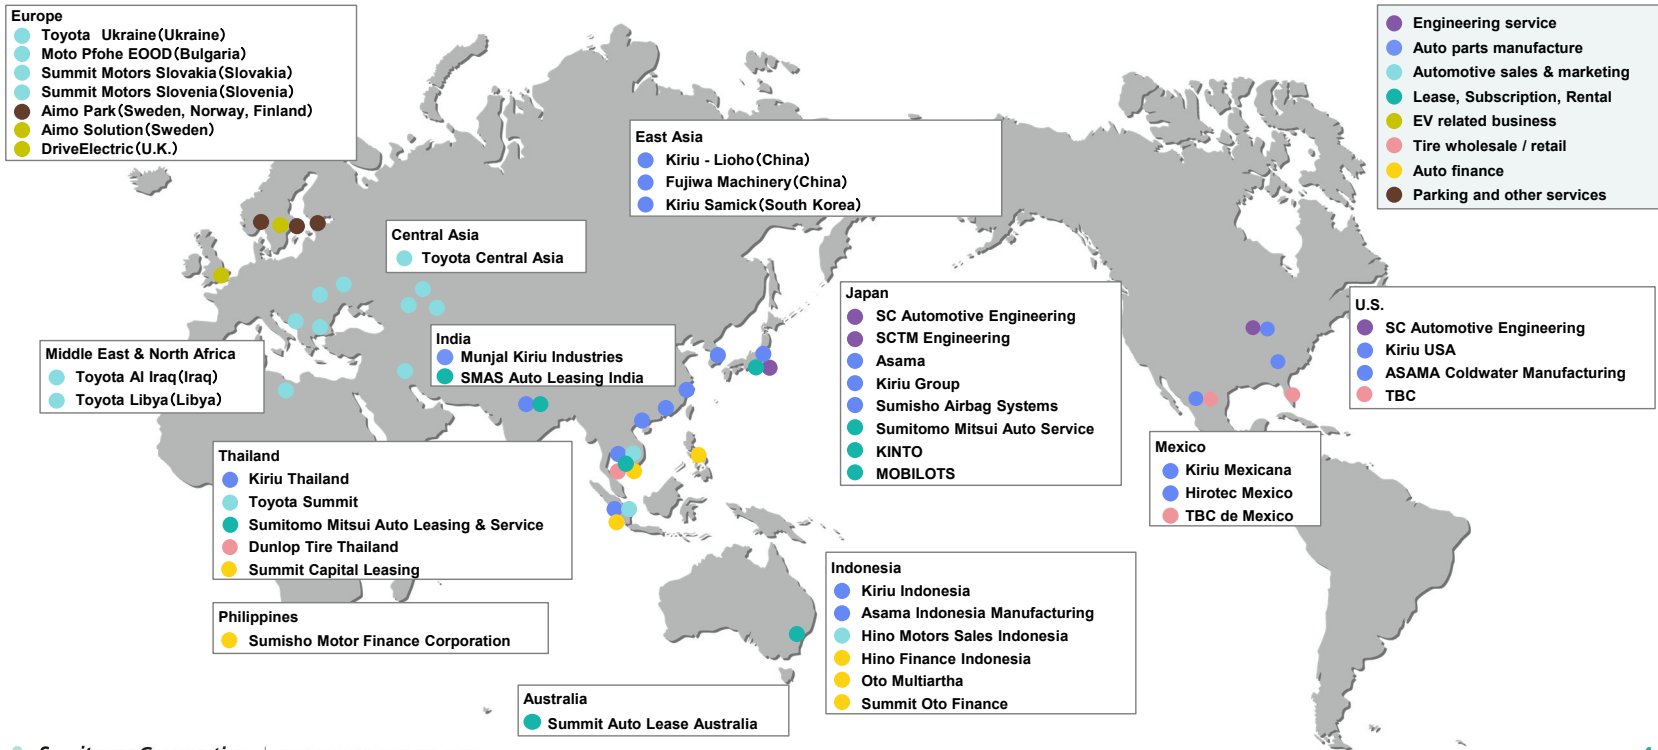 Europe
Toyota Ukraine(Ukraine)
Moto Pfohe EOOD(Bulgaria)
Summit Motors Slovakia(Slovakia)
Summit Motors Slovenia(Slovenia)
Aimo Park(Sweden, Norway, Finland)
Aimo Solution(Sweden)
DriveElectric(U.K.)
Engineering service
Auto parts manufacture
Automotive sales & marketing
Lease, Subscription, Rental
EV related business
Tire wholesale / retail
Auto finance
Parking and other services
East Asia
Kiriu - Lioho(China)
Fujiwa Machinery(China)
Kiriu Samick(South Korea)
Central Asia
Toyota Central Asia
Japan
SC Automotive Engineering
SCTM Engineering
Asama
Kiriu Group
Sumisho Airbag Systems
Sumitomo Mitsui Auto Service
KINTO
MOBILOTS
U.S.
SC Automotive Engineering
Kiriu USA
ASAMA Coldwater Manufacturing
TBC
India
Munjal Kiriu Industries
SMAS Auto Leasing India
Middle East & North Africa
Toyota Al Iraq(Iraq)
Toyota Libya(Libya)
Mexico
Kiriu Mexicana
Hirotec Mexico
TBC de Mexico
Thailand
Kiriu Thailand
Toyota Summit
Sumitomo Mitsui Auto Leasing & Service
Dunlop Tire Thailand
Summit Capital Leasing
Indonesia
Kiriu Indonesia
Asama Indonesia Manufacturing
Hino Motors Sales Indonesia
Hino Finance Indonesia
Oto Multiartha
Summit Oto Finance
Philippines
Sumisho Motor Finance Corporation
Australia
Summit Auto Lease Australia